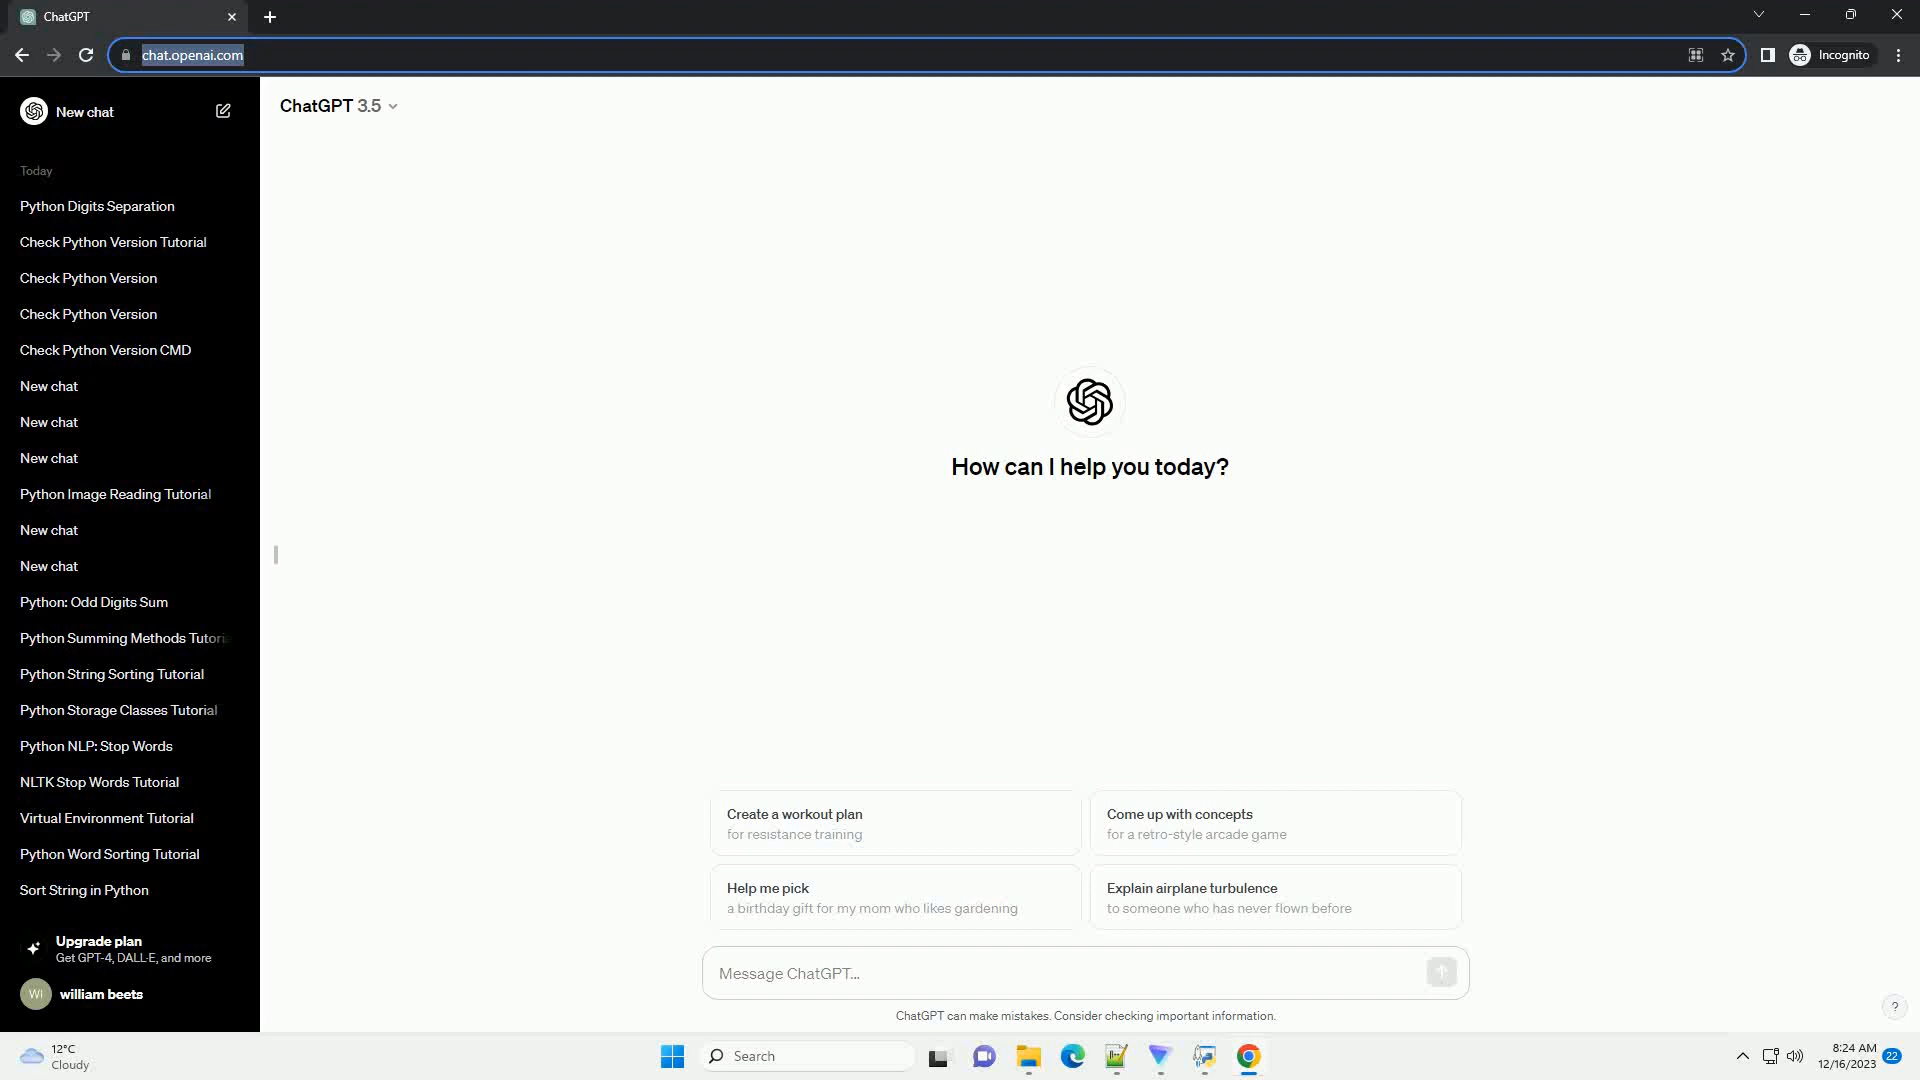 ChatGPT
chat.openai.com
Incognito
New chat
ChatGPT 3.5
Today
Python Digits Separation
Check Python Version Tutorial
Check Python Version
Check Python Version
Check Python Version CMD
New chat
New chat
New chat
Python Image Reading Tutorial
New chat
New chat
Python: Odd Digits Sum
Python Summing Methods Tutoria
Python String Sorting Tutorial
Python Storage Classes Tutorial
Python NLP: Stop Words
NLTK Stop Words Tutorial
Virtual Environment Tutorial
Python Word Sorting Tutorial
Sort String in Python
Upgrade plan
Get GPT-4, DALL·E, and more
WI
william beets
How can I help you today?
Create a workout plan
for resistance training
Come up with concepts
for a retro-style arcade game
Help me pick
a birthday gift for my mom who likes gardening
Explain airplane turbulence
to someone who has never flown before
Message ChatGPT...
ChatGPT can make mistakes. Consider checking important information.
?
12°C
Cloudy
Search
8:24 AM
12/16/2023
22